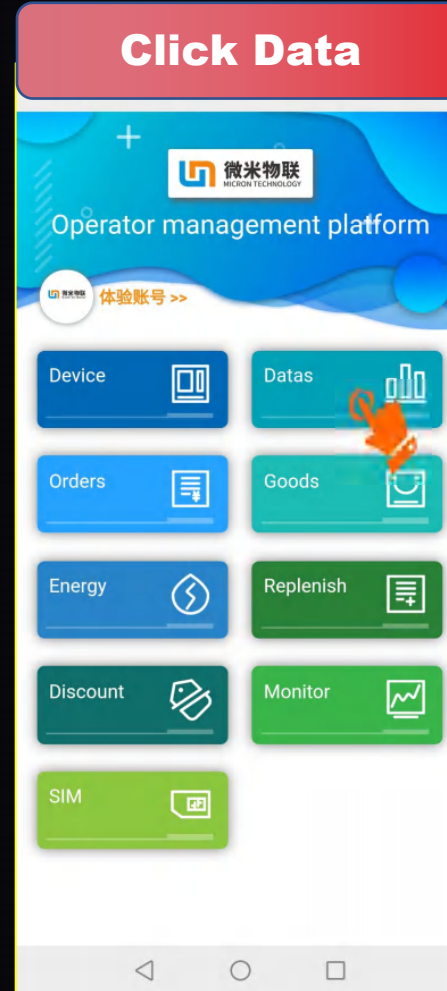 Click Data
微米物联
MICRON TECHNOLOGY
Operator management platform
体验账号 >>
Device
Datas
Orders
Goods
Energy
Replenish
Discount
Monitor
SIM